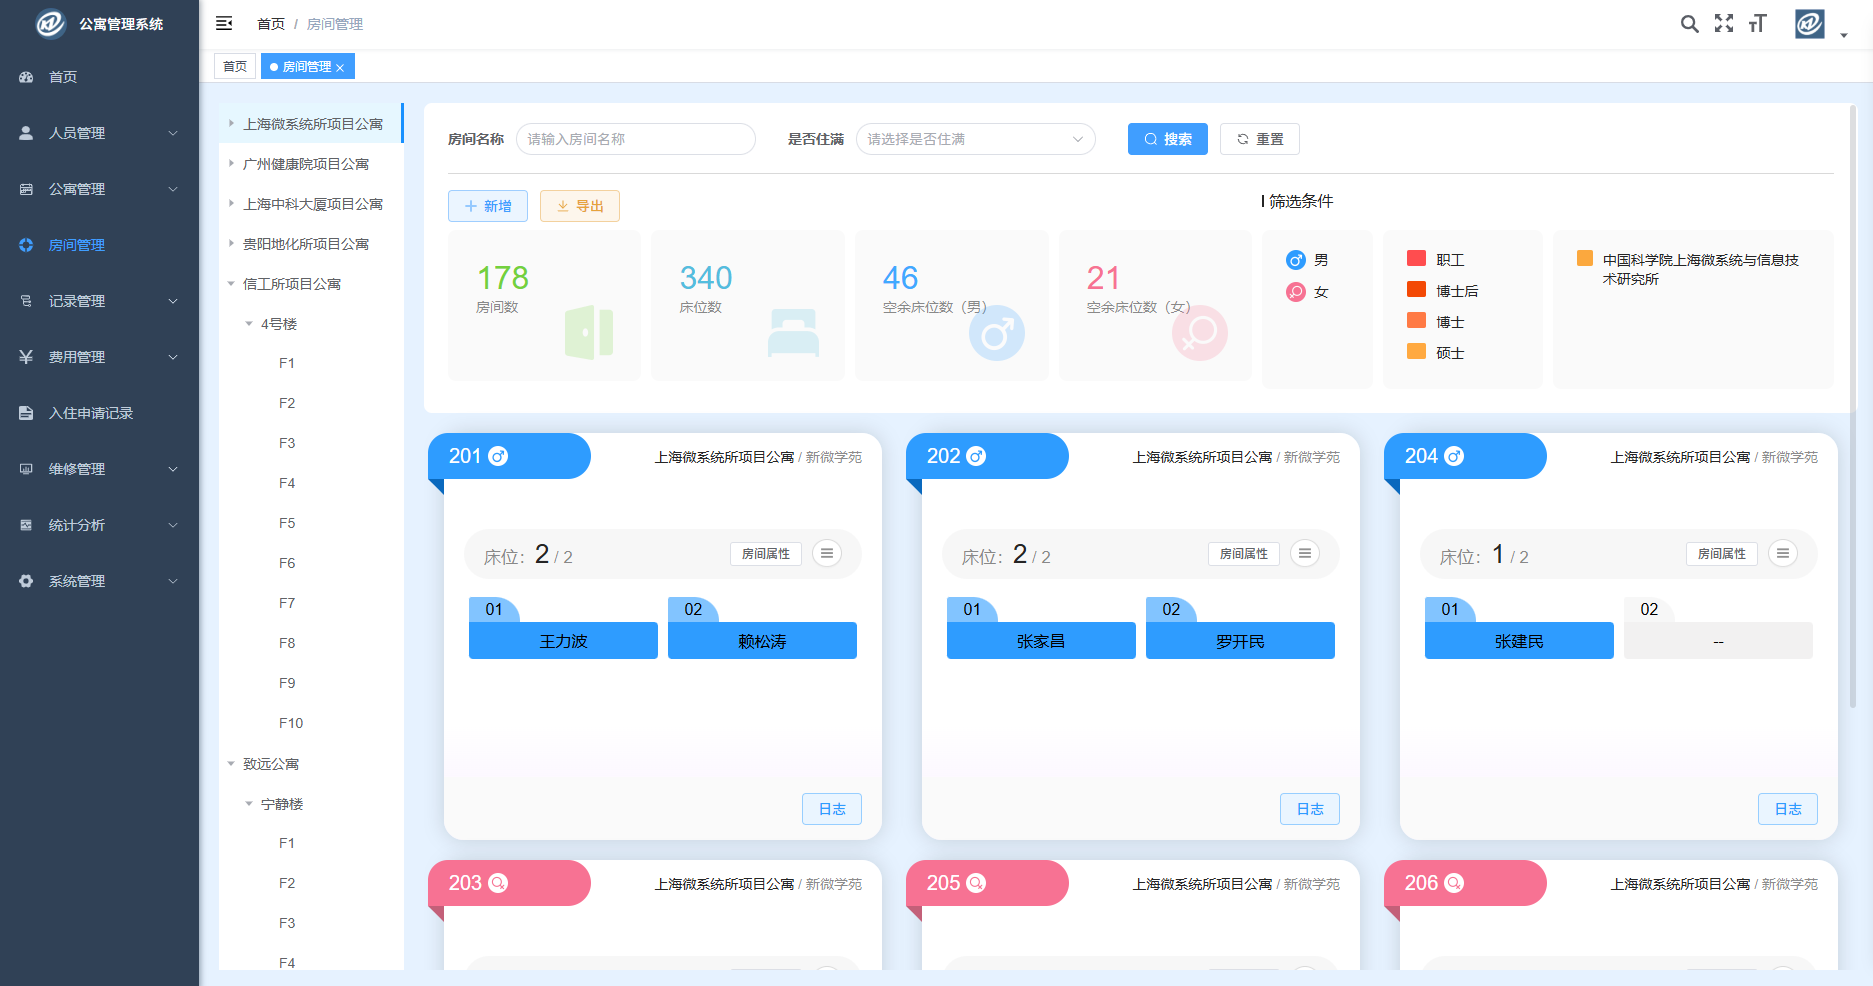 公寓管理系统
首页
人员管理
公寓管理
房间管理
记录管理
费用管理
入住申请记录
维修管理
统计分析
系统管理
首页 / 房间管理
首页
房间管理
上海微系统所项目公寓
广州健康院项目公寓
上海中科大厦项目公寓
贵阳地化所项目公寓
信工所项目公寓
4号楼
F1
F2
F3
F4
F5
F6
F7
F8
F9
F10
致远公寓
宁静楼
F1
F2
F3
F4
房间名称 请输入房间名称 是否住满 请选择是否住满 搜索 重置
新增 导出
筛选条件
178
房间数
340
床位数
46
空余床位数（男）
21
空余床位数（女）
男
女
职工
博士后
博士
硕士
中国科学院上海微系统与信息技
术研究所
201 上海微系统所项目公寓 / 新微学苑
床位： 2 / 2 房间属性
01 02
王力波 赖松涛
日志
202 上海微系统所项目公寓 / 新微学苑
床位： 2 / 2 房间属性
01 02
张家昌 罗开民
日志
204 上海微系统所项目公寓 / 新微学苑
床位： 1 / 2 房间属性
01 02
张建民 --
日志
203 上海微系统所项目公寓 / 新微学苑
205 上海微系统所项目公寓 / 新微学苑
206 上海微系统所项目公寓 / 新微学苑